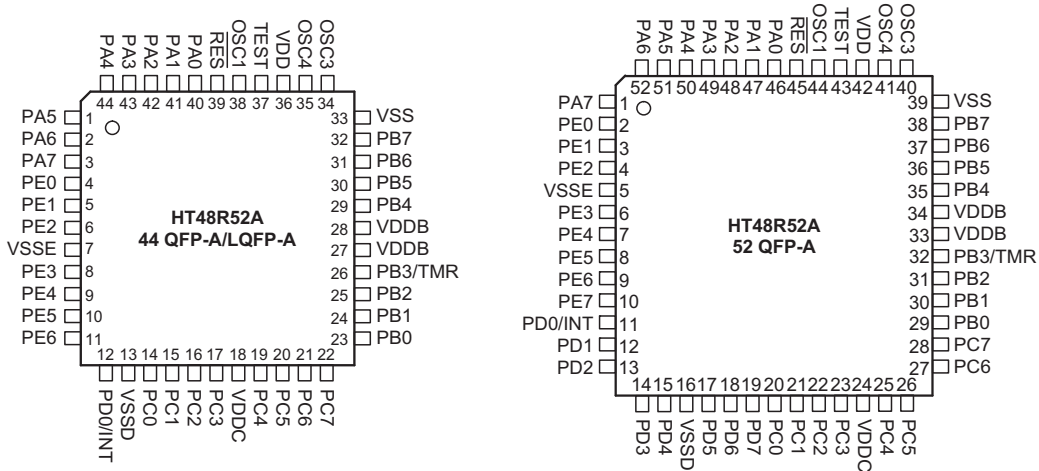 PA4 PA3 PA2 PA1 PA0 RES OSC1 TEST VDD OSC4 OSC3
44 43 42 41 40 39 38 37 36 35 34
PA5 1
PA6 2
PA7 3
PE0 4
PE1 5
PE2 6
VSSE 7
PE3 8
PE4 9
PE5 10
PE6 11
HT48R52A
44 QFP-A/LQFP-A
33 VSS
32 PB7
31 PB6
30 PB5
29 PB4
28 VDDB
27 VDDB
26 PB3/TMR
25 PB2
24 PB1
23 PB0
12 13 14 15 16 17 18 19 20 21 22
PD0/INT VSSD PC0 PC1 PC2 PC3 VDDC PC4 PC5 PC6 PC7
PA6 PA5 PA4 PA3 PA2 PA1 PA0 RES OSC1 TEST VDD OSC4 OSC3
52 51 50 49 48 47 46 45 44 43 42 41 40
PA7 1
PE0 2
PE1 3
PE2 4
VSSE 5
PE3 6
PE4 7
PE5 8
PE6 9
PE7 10
PD0/INT 11
PD1 12
PD2 13
HT48R52A
52 QFP-A
39 VSS
38 PB7
37 PB6
36 PB5
35 PB4
34 VDDB
33 VDDB
32 PB3/TMR
31 PB2
30 PB1
29 PB0
28 PC7
27 PC6
14 15 16 17 18 19 20 21 22 23 24 25 26
PD3 PD4 VSSD PD5 PD6 PD7 PC0 PC1 PC2 PC3 VDDC PC4 PC5